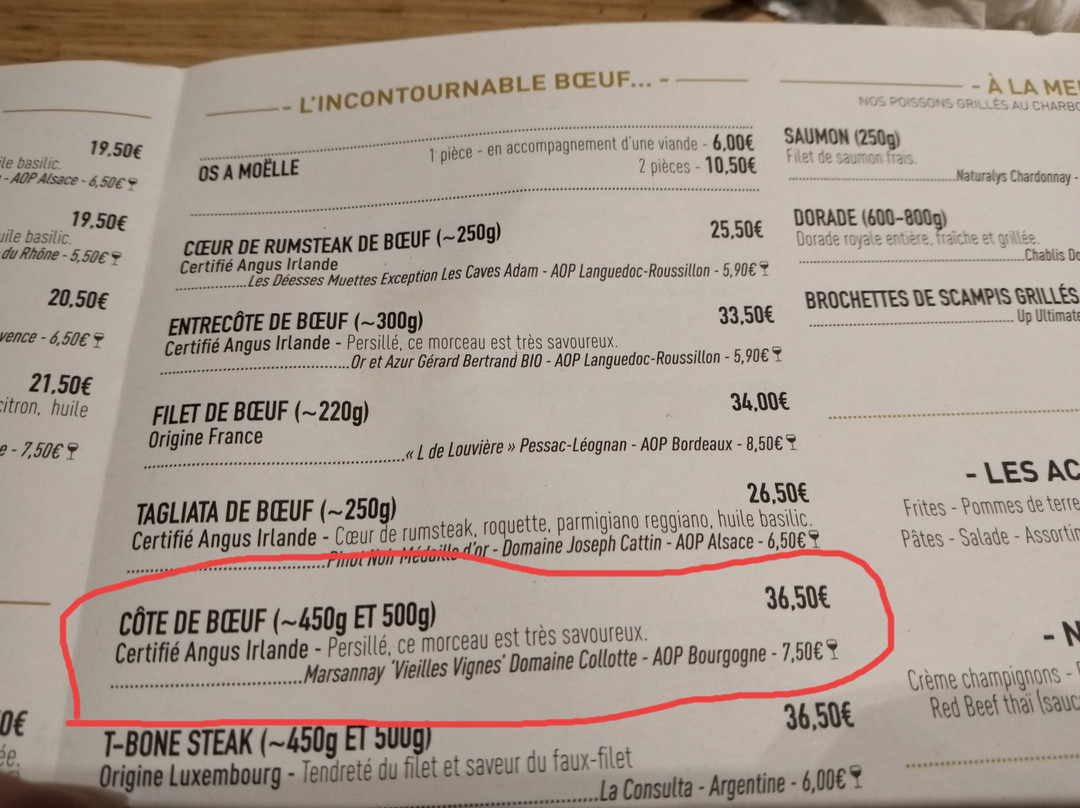 19.50€
ile basilic.
- AOP Alsace - 6,50€
19.50€
uile basilic.
du Rhône - 5,50€
20.50€
vence - 6,50€
21.50€
citron, huile
e - 7,50€
0€
ée.
- L'INCONTOURNABLE BŒUF... -
OS A MOËLLE
1 pièce - en accompagnement d'une viande - 6,00€
2 pièces - 10,50€
CŒUR DE RUMSTEAK DE BŒUF (~250g) 25,50€
Certifié Angus Irlande
Les Déesses Muettes Exception Les Caves Adam - AOP Languedoc-Roussillon - 5,90€
ENTRECÔTE DE BŒUF (~300g) 33,50€
Certifié Angus Irlande - Persillé, ce morceau est très savoureux.
Or et Azur Gérard Bertrand BIO - AOP Languedoc-Roussillon - 5,90€
FILET DE BŒUF (~220g) 34,00€
Origine France
« L de Louvière » Pessac-Léognan - AOP Bordeaux - 8,50€
TAGLIATA DE BŒUF (~250g) 26,50€
Certifié Angus Irlande - Cœur de rumsteak, roquette, parmigiano reggiano, huile basilic.
Pinot Noir Médaille d'or - Domaine Joseph Cattin - AOP Alsace - 6,50€
CÔTE DE BŒUF (~450g ET 500g) 36,50€
Certifié Angus Irlande - Persillé, ce morceau est très savoureux.
Marsannay 'Vieilles Vignes' Domaine Collotte - AOP Bourgogne - 7,50€
T-BONE STEAK (~450g ET 500g) 36,50€
Origine Luxembourg - Tendreté du filet et saveur du faux-filet
La Consulta - Argentine - 6,00€
- À LA ME
NOS POISSONS GRILLÉS AU CHARBO
SAUMON (250g)
Filet de saumon frais.
Naturalys Chardonnay -
DORADE (600-800g)
Dorade royale entière, fraîche et grillée.
Chablis Do
BROCHETTES DE SCAMPIS GRILLÉS
Up Ultimate
- LES AC
Frites - Pommes de terre
Pâtes - Salade - Assortim
- N
Crème champignons -
Red Beef thaï (sauc